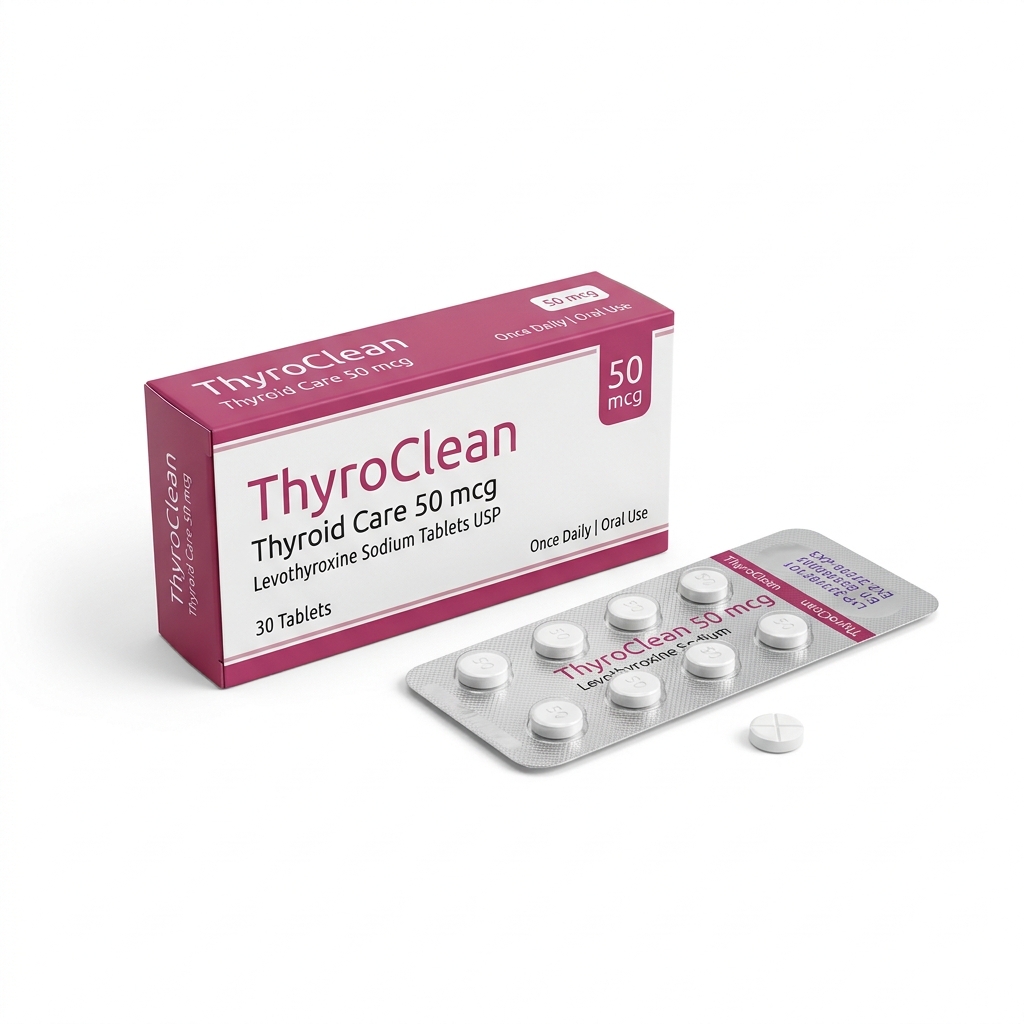 50 mcg
ThyroClean
Thyroid Care 50 mcg
Once Daily | Oral Use
50
mcg
ThyroClean
Thyroid Care 50 mcg
Levothyroxine Sodium Tablets USP
Once Daily | Oral Use
30 Tablets
ThyroClean
Thyroid Care 50 mcg
ThyroClean
ThyroClean
ThyroClean 50 mcg
Levothyroxine Sodium